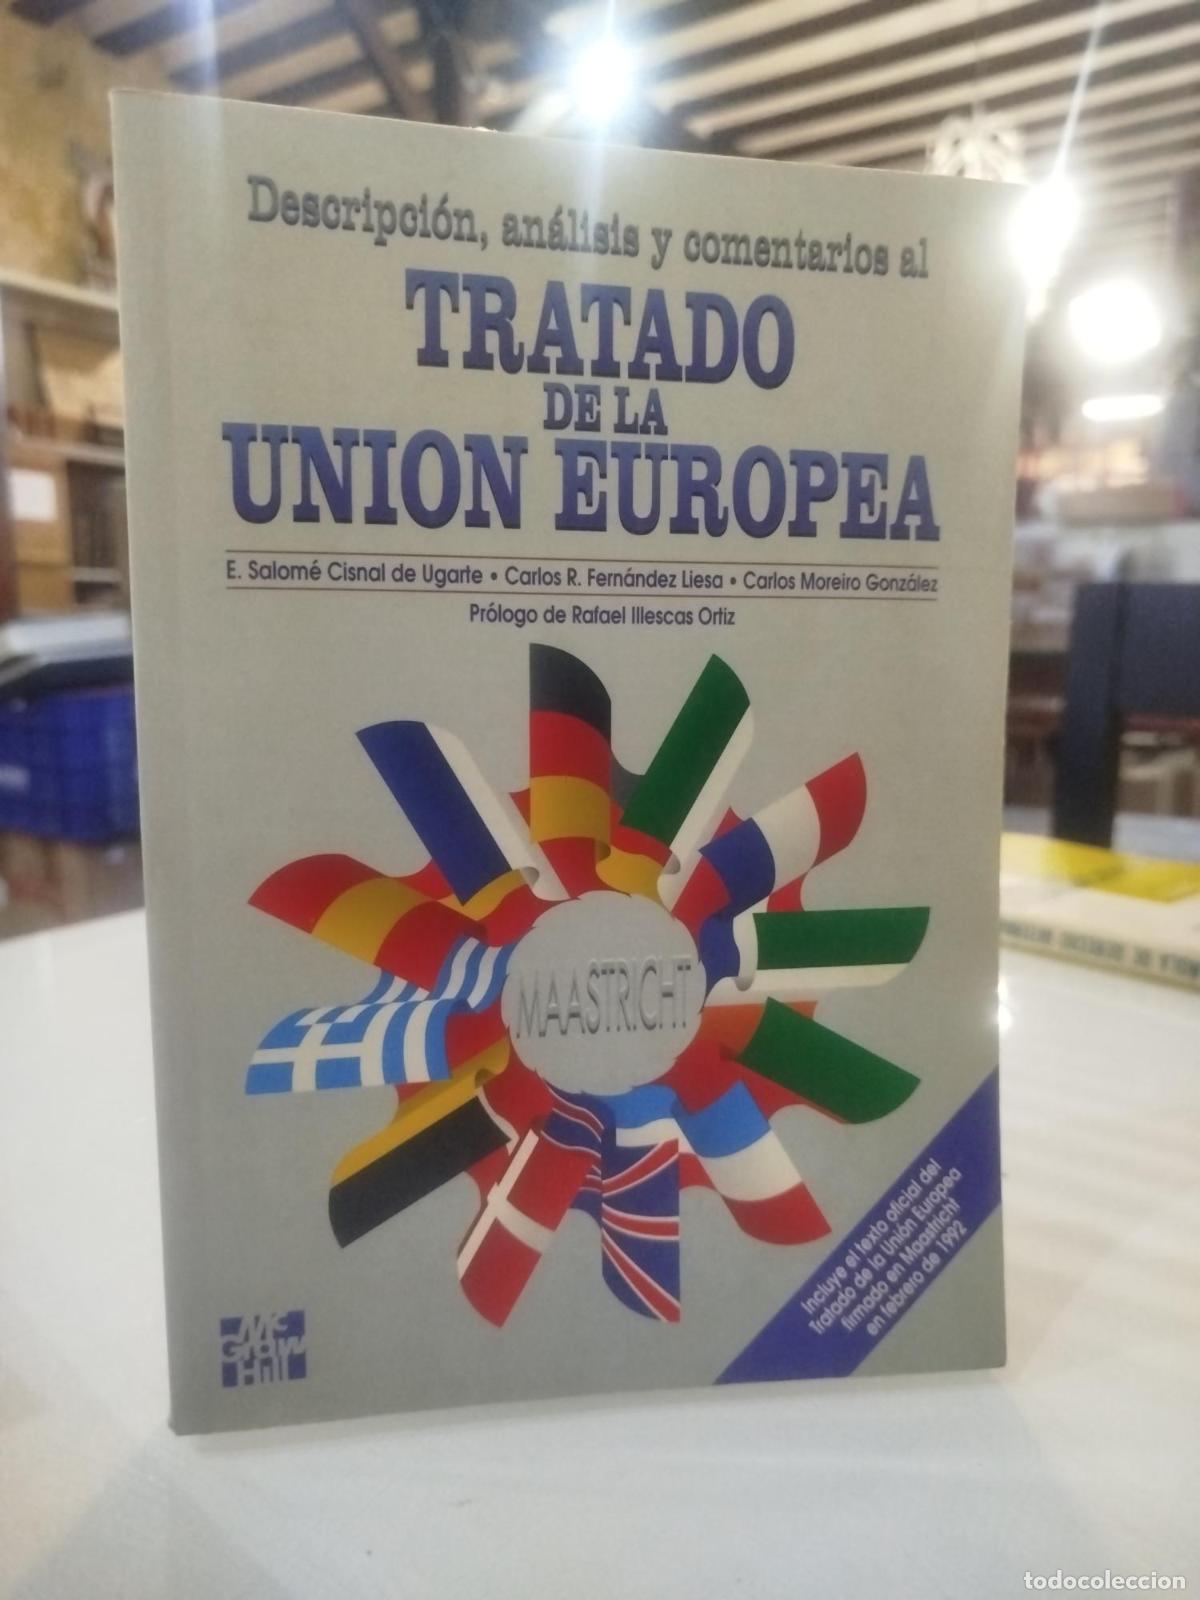 Descripción, análisis y comentarios al
TRATADO
DE LA
UNION EUROPEA
E. Salomé Cisnal de Ugarte • Carlos R. Fernández Liesa • Carlos Moreiro González
Prólogo de Rafael Illescas Ortiz
MAASTRICHT
Incluye el texto oficial del
Tratado de la Unión Europea
firmado en Maastricht
en febrero de 1992
Mc
Graw
Hill
DE DERECHO
todocoleccion